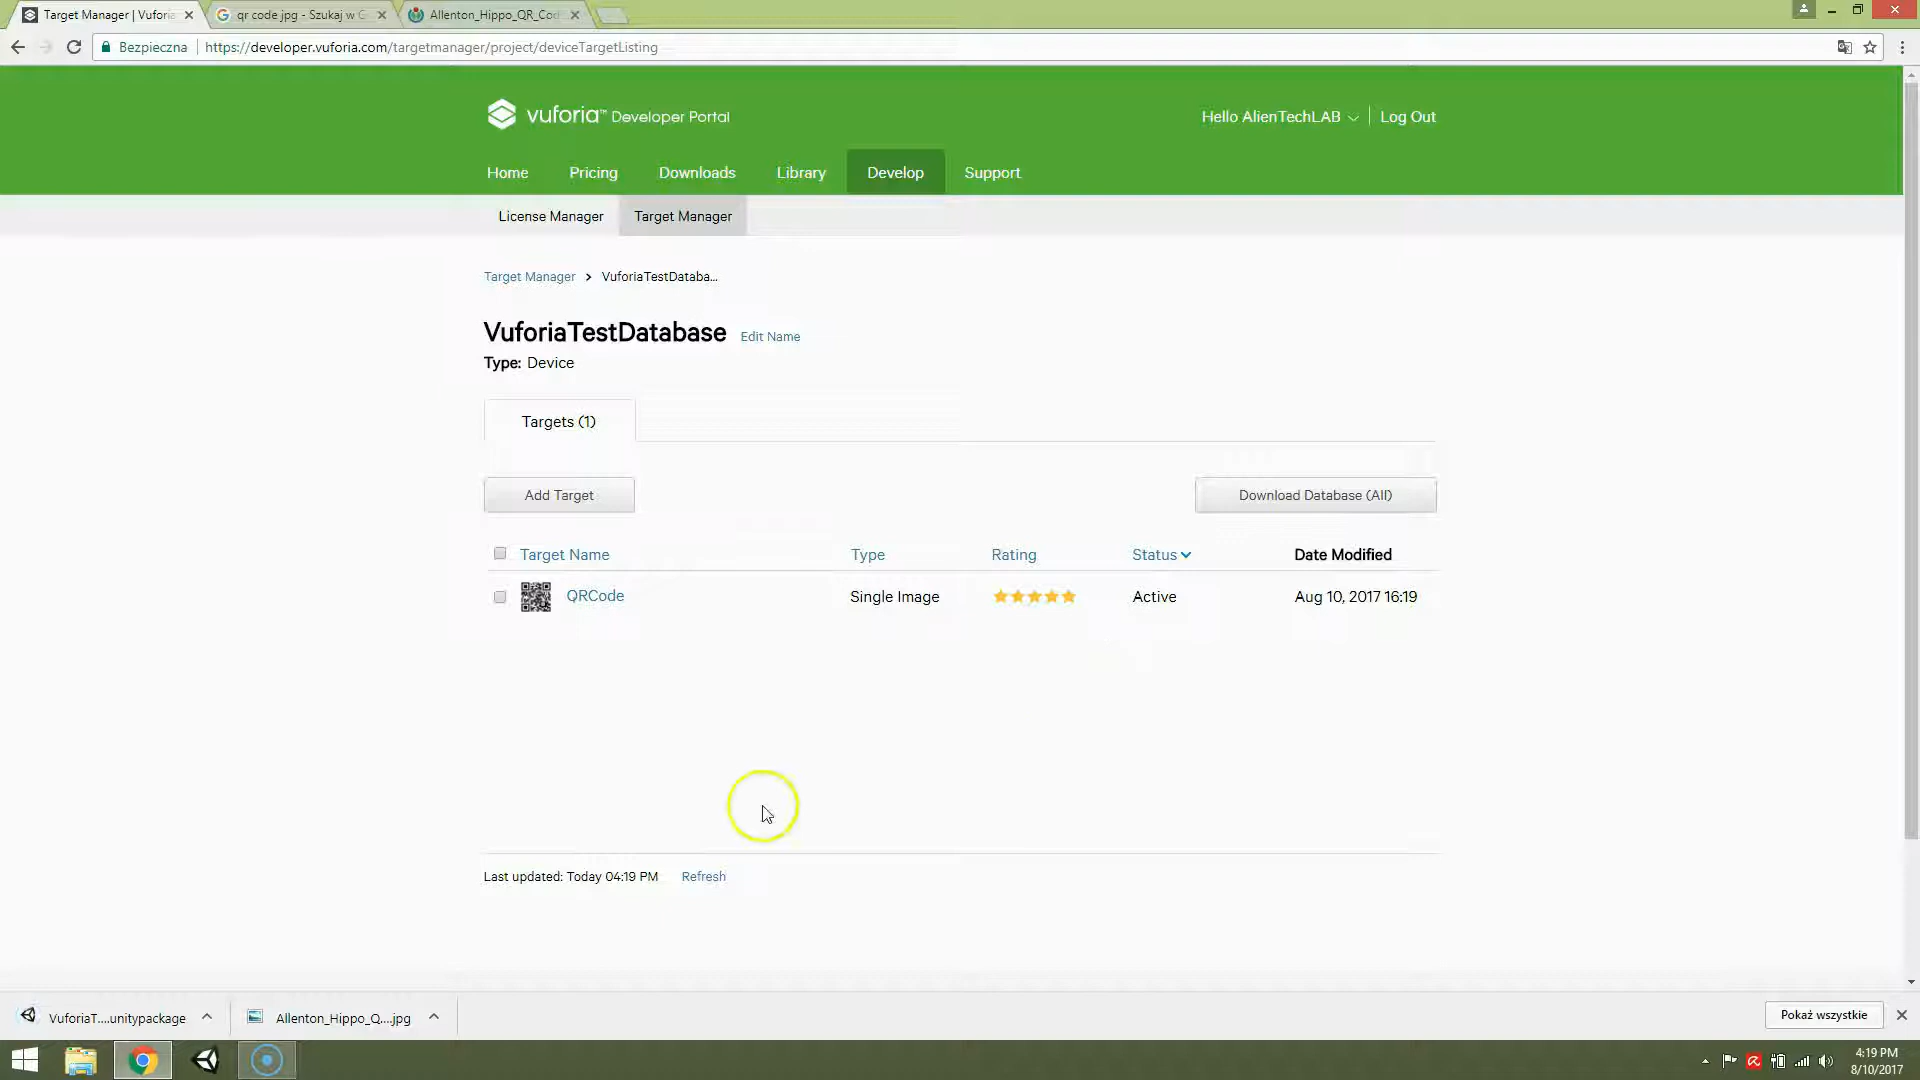 Target Manager | Vuforia
qr code jpg - Szukaj w G
Allenton_Hippo_QR_Cod
Bezpieczna
https://developer.vuforia.com/targetmanager/project/deviceTargetListing
vuforia™ Developer Portal
Hello AlienTechLAB
Log Out
Home
Pricing
Downloads
Library
Develop
Support
License Manager
Target Manager
Target Manager > VuforiaTestDataba...
VuforiaTestDatabase
Edit Name
Type: Device
Targets (1)
Add Target
Download Database (All)
Target Name
Type
Rating
Status
Date Modified
QRCode
Single Image
Active
Aug 10, 2017 16:19
Last updated: Today 04:19 PM
Refresh
VuforiaT....unitypackage
Allenton_Hippo_Q....jpg
Pokaż wszystkie
4:19 PM
8/10/2017